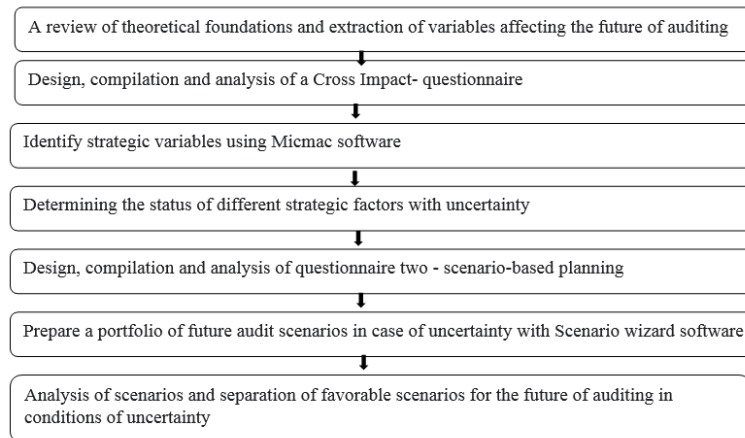 A review of theoretical foundations and extraction of variables affecting the future of auditing
Design, compilation and analysis of a Cross Impact- questionnaire
Identify strategic variables using Micmac software
Determining the status of different strategic factors with uncertainty
Design, compilation and analysis of questionnaire two - scenario-based planning
Prepare a portfolio of future audit scenarios in case of uncertainty with Scenario wizard software
Analysis of scenarios and separation of favorable scenarios for the future of auditing in
conditions of uncertainty